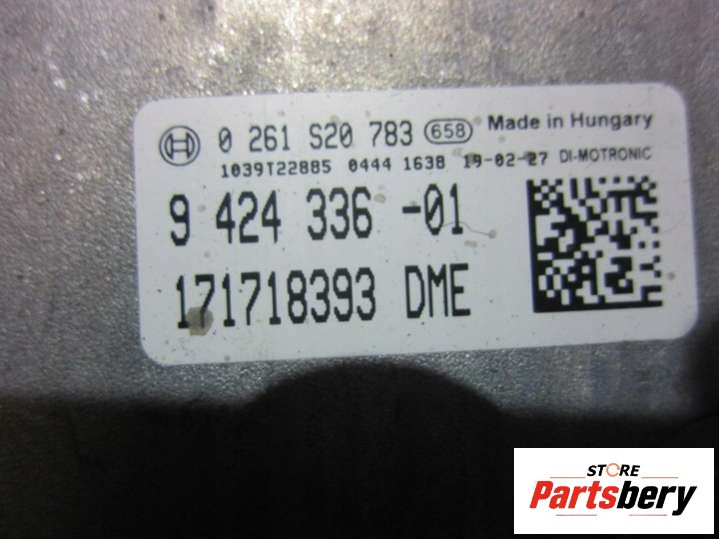 0 261 S20 783 658 Made in Hungary
1039T22885 0444 1638 19-02-27 DI-MOTRONIC
9 424 336 -01
171718393 DME
STORE
Partsbery